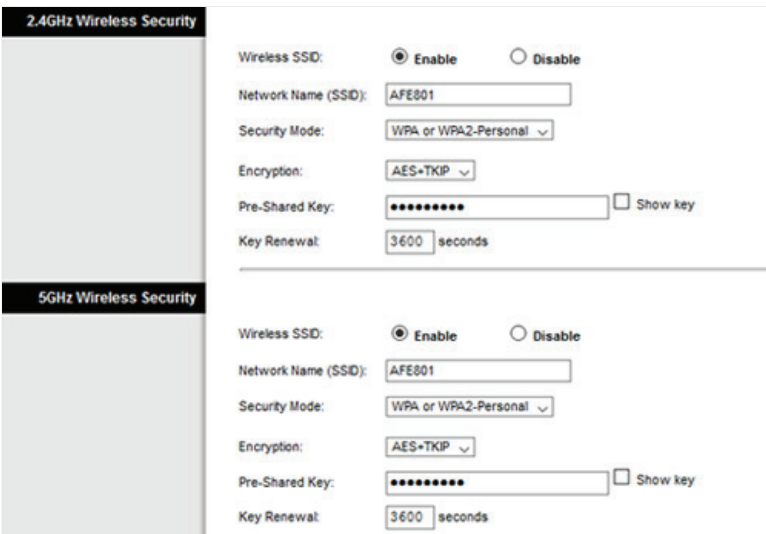 2.4GHz Wireless Security
Wireless SSID: Enable Disable
Network Name (SSID): AFE801
Security Mode: WPA or WPA2-Personal
Encryption: AES+TKIP
Pre-Shared Key: ●●●●●●●●● Show key
Key Renewal: 3600 seconds
5GHz Wireless Security
Wireless SSID: Enable Disable
Network Name (SSID): AFE801
Security Mode: WPA or WPA2-Personal
Encryption: AES+TKIP
Pre-Shared Key: ●●●●●●●●● Show key
Key Renewal: 3600 seconds